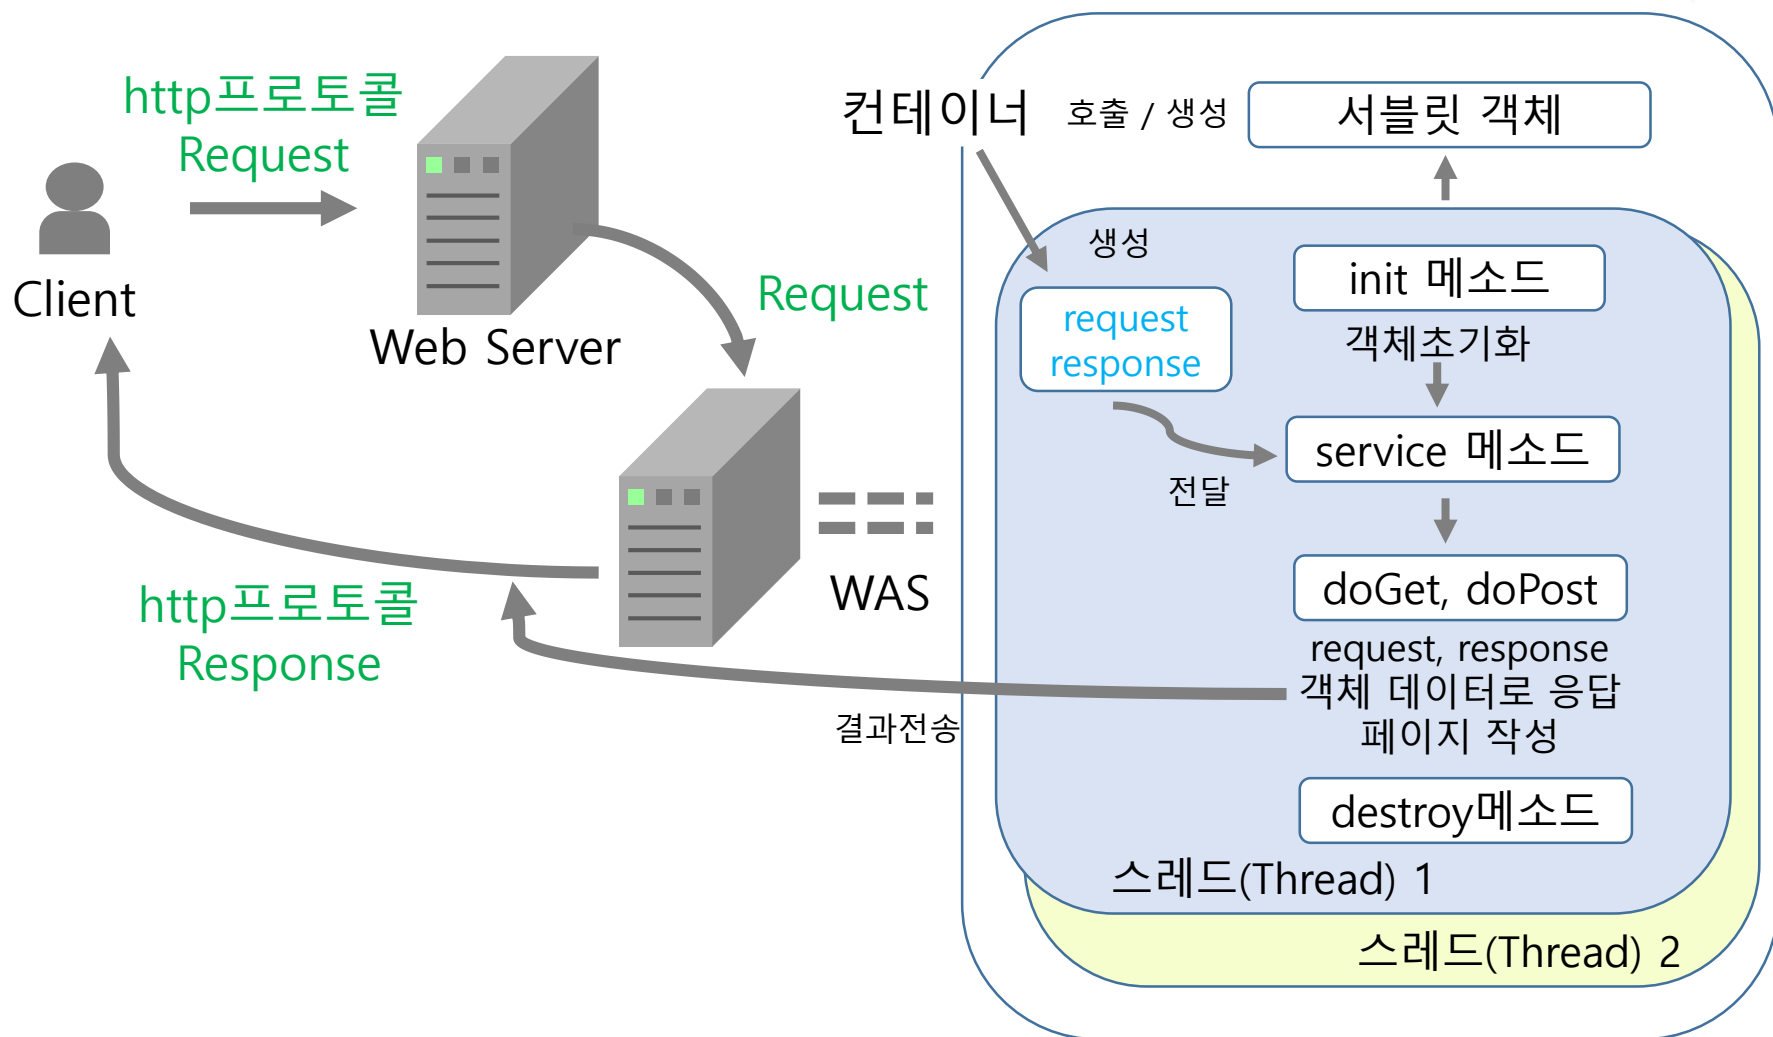 http프로토콜
Request
Client
Web Server
Request
http프로토콜
Response
WAS
결과전송
컨테이너
호출 / 생성
서블릿 객체
생성
request
response
전달
init 메소드
객체초기화
service 메소드
doGet, doPost
request, response
객체 데이터로 응답
페이지 작성
destroy메소드
스레드(Thread) 1
스레드(Thread) 2